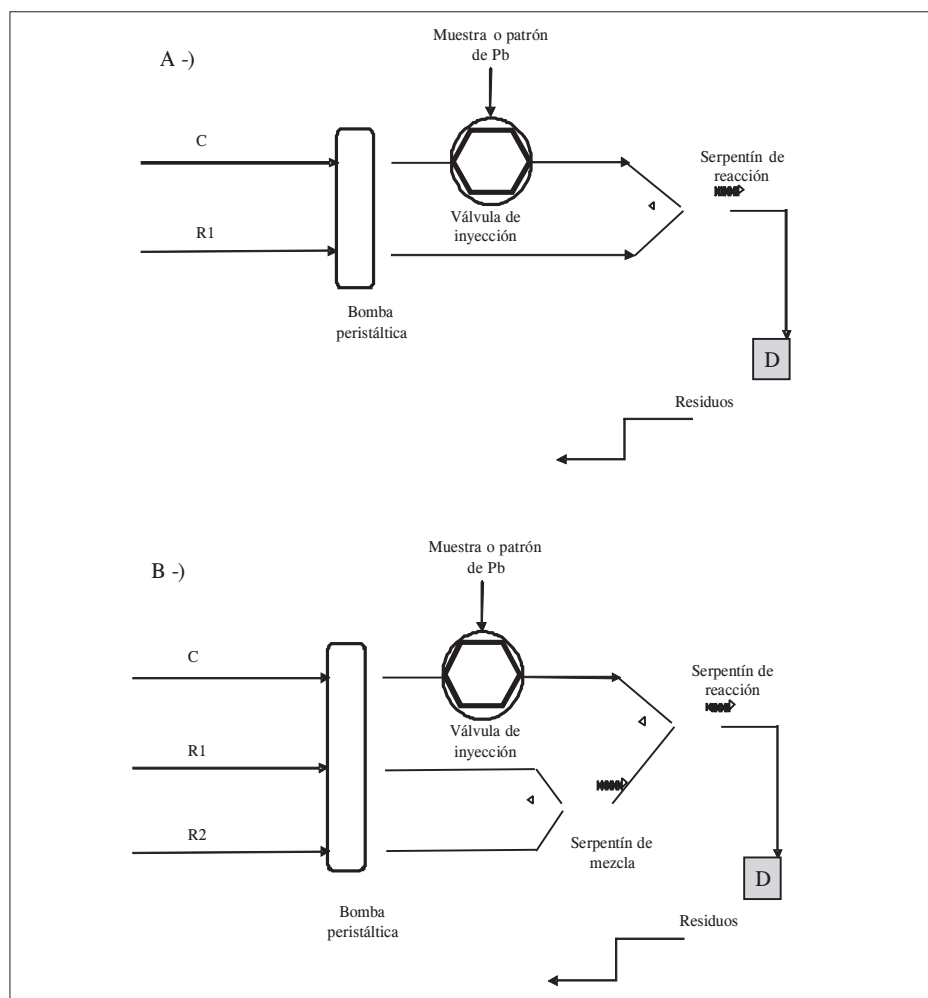 A -)
Muestra o patrón
de Pb
C
Serpentín de
reacción
Válvula de
inyección
R1
Bomba
peristáltica
D
Residuos
B -)
Muestra o patrón
de Pb
C
Serpentín de
reacción
Válvula de
inyección
R1
R2
Serpentín de
mezcla
D
Bomba
peristáltica
Residuos